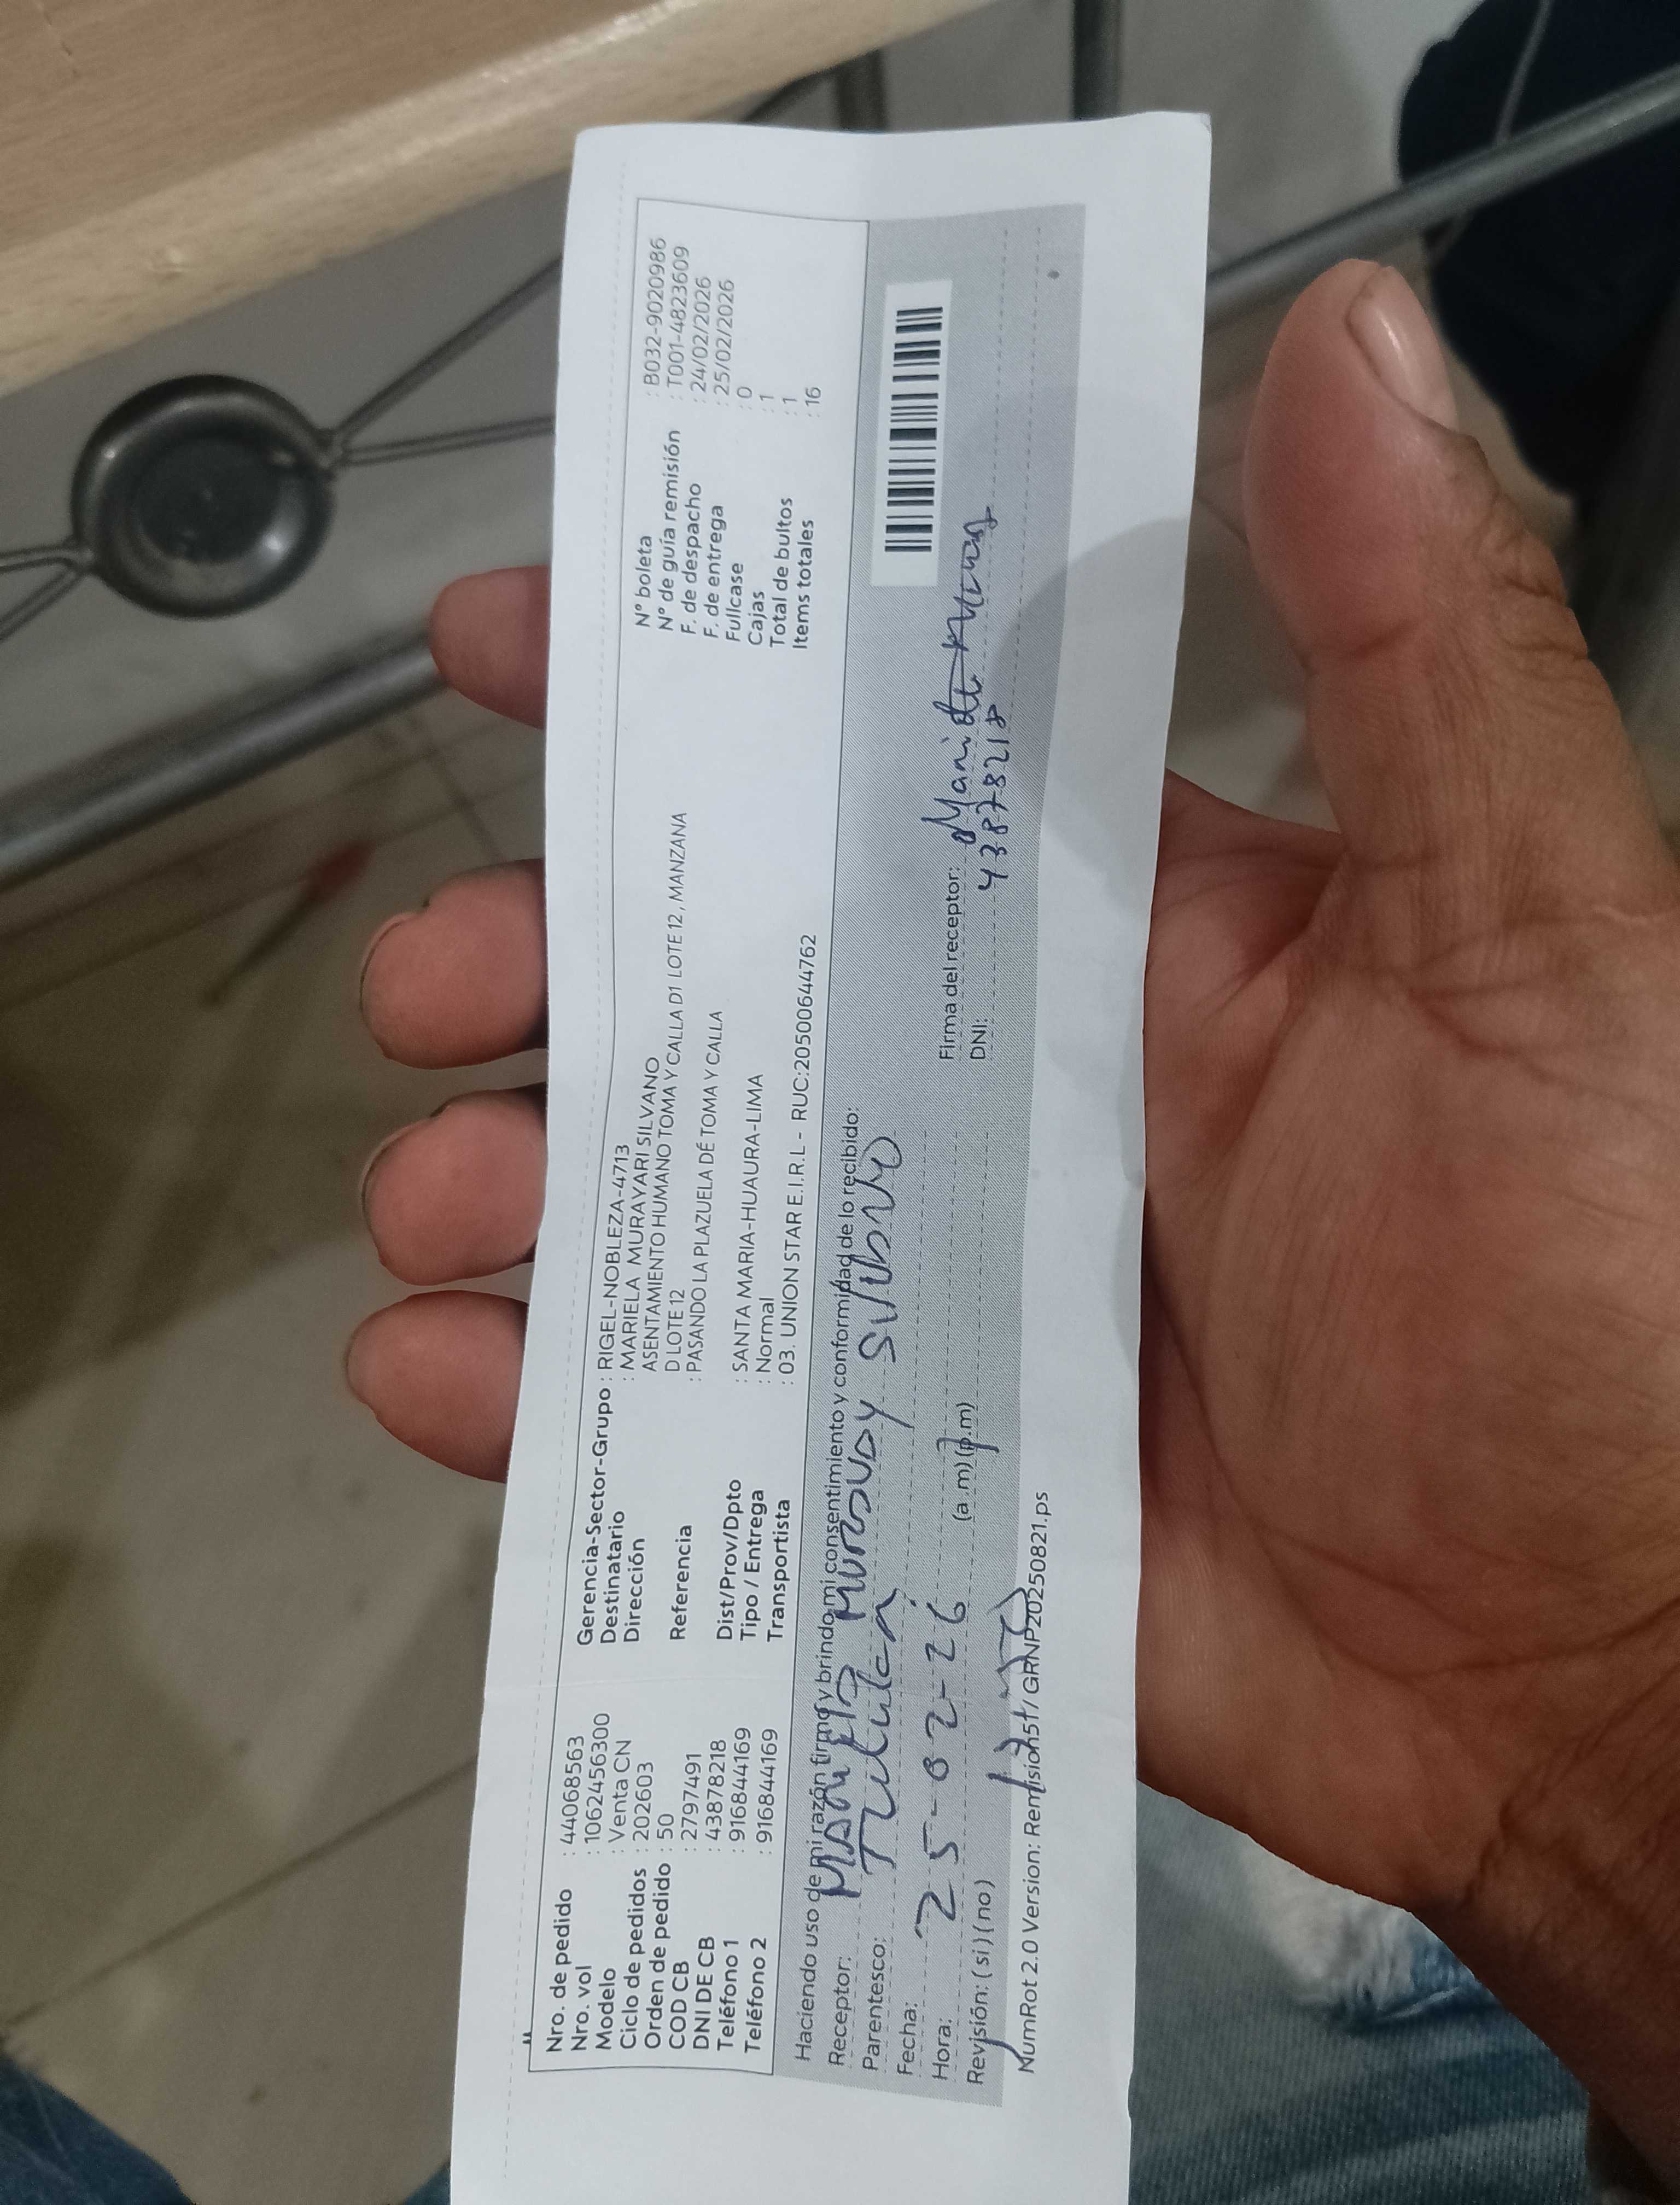 Nro. de pedido : 44068563
Nro. vol : 1062456300
Modelo : Venta CN
Ciclo de pedidos : 202603
Orden de pedido : 50
COD CB : 2797491
DNI DE CB : 43878218
Teléfono 1 : 916844169
Teléfono 2 : 916844169
Gerencia-Sector-Grupo : RIGEL-NOBLEZA-4713
Destinatario : MARIELA MURAYARI SILVANO
Dirección ASENTAMIENTO HUMANO TOMA Y CALLA D1 LOTE 12, MANZANA
D LOTE 12
Referencia : PASANDO LA PLAZUELA DE TOMA Y CALLA
Dist/Prov/Dpto : SANTA MARIA-HUAURA-LIMA
Tipo / Entrega : Normal
Transportista : 03. UNION STAR E.I.R.L - RUC:20500644762
N° boleta : B032-9020986
N° de guía remisión : T001-4823609
F. de despacho : 24/02/2026
F. de entrega : 25/02/2026
Fullcase : 0
Cajas : 1
Total de bultos : 1
Items totales : 16
Haciendo uso de mi razón firmo y brindo mi consentimiento y conformidad de lo recibido:
Receptor:
Parentesco:
Fecha: 25-02-26
Hora: (a.m) (p.m)
Revisión: (si) (no)
Firma del receptor:
DNI: 43878218
NumRot 2.0 Version: Remision5t / GRNP20250821.ps